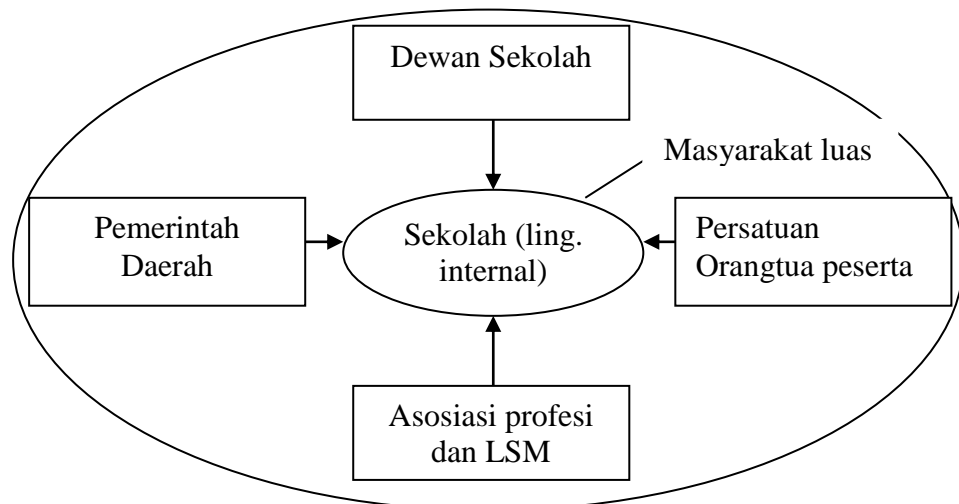 Dewan Sekolah
Masyarakat luas
Pemerintah
Daerah
Sekolah (ling.
internal)
Persatuan
Orangtua peserta
Asosiasi profesi
dan LSM